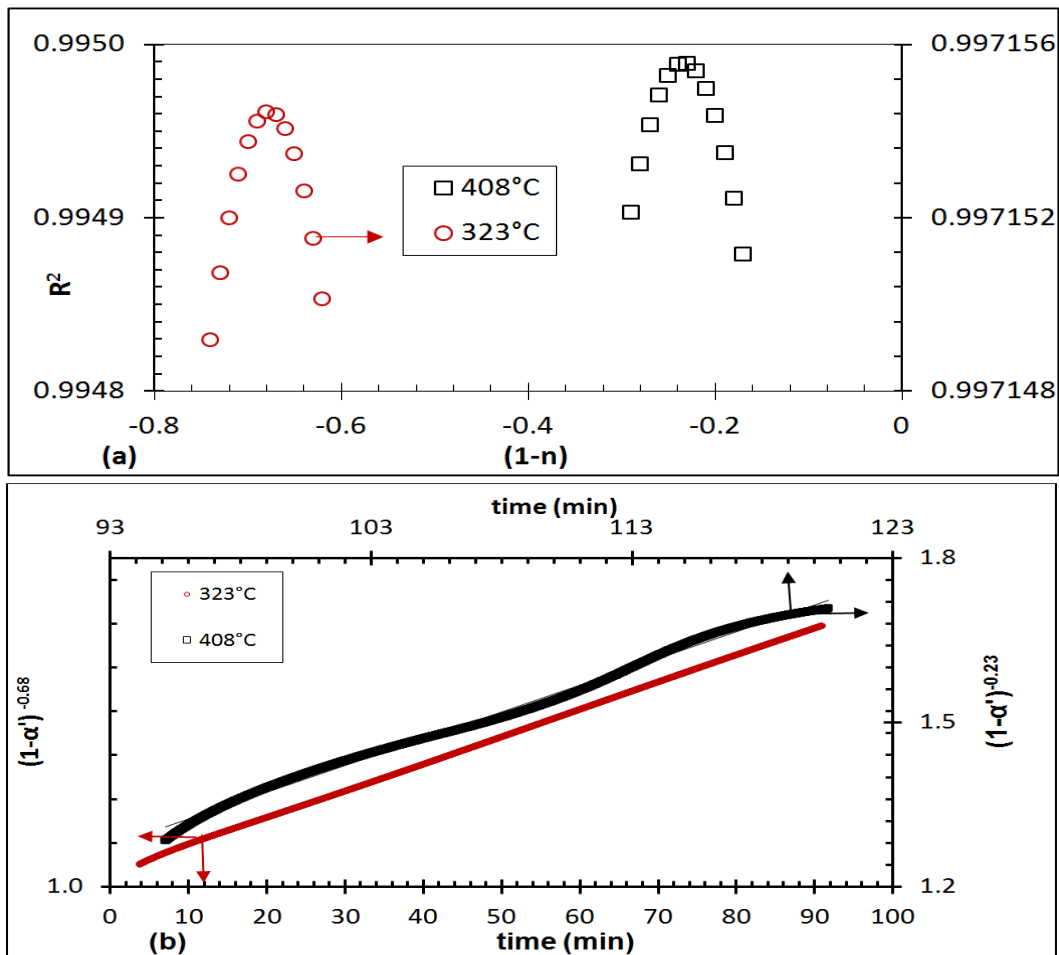 0.9950
0.997156
408°C
323°C
0.9949
0.997152
R²
0.9948
0.997148
-0.8
-0.6
-0.4
-0.2
0
(a)
(1-n)
time (min)
93
103
113
123
1.8
323°C
408°C
(1-α')^-0.68
1.5
(1-α')^-0.23
1.0
1.2
0
10
20
30
40
50
60
70
80
90
100
(b)
time (min)